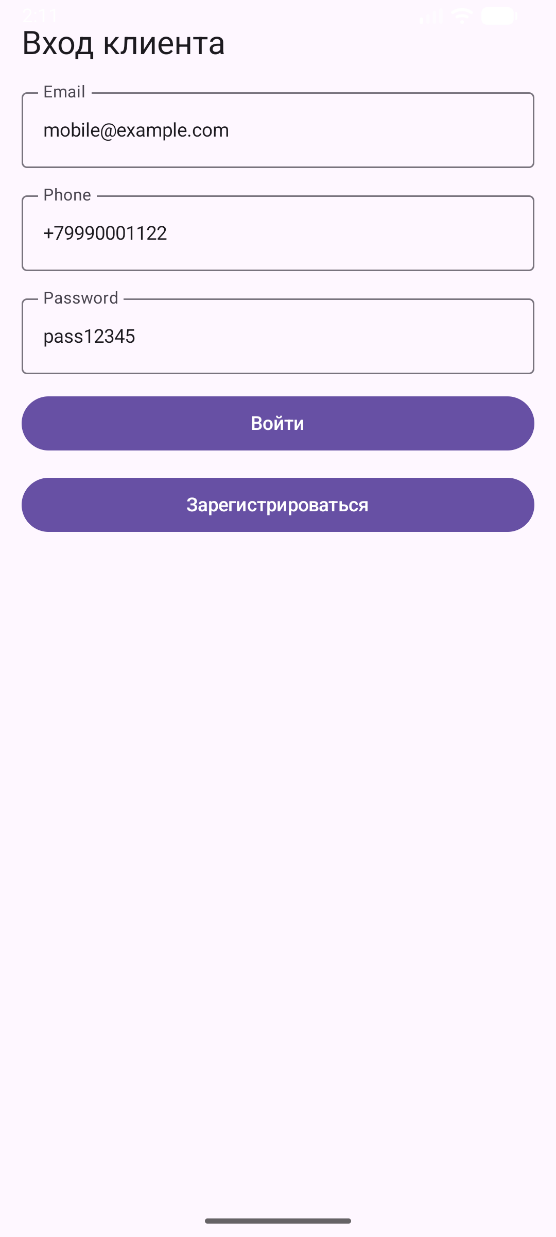 Вход клиента
Email
mobile@example.com
Phone
+79990001122
Password
pass12345
Войти
Зарегистрироваться